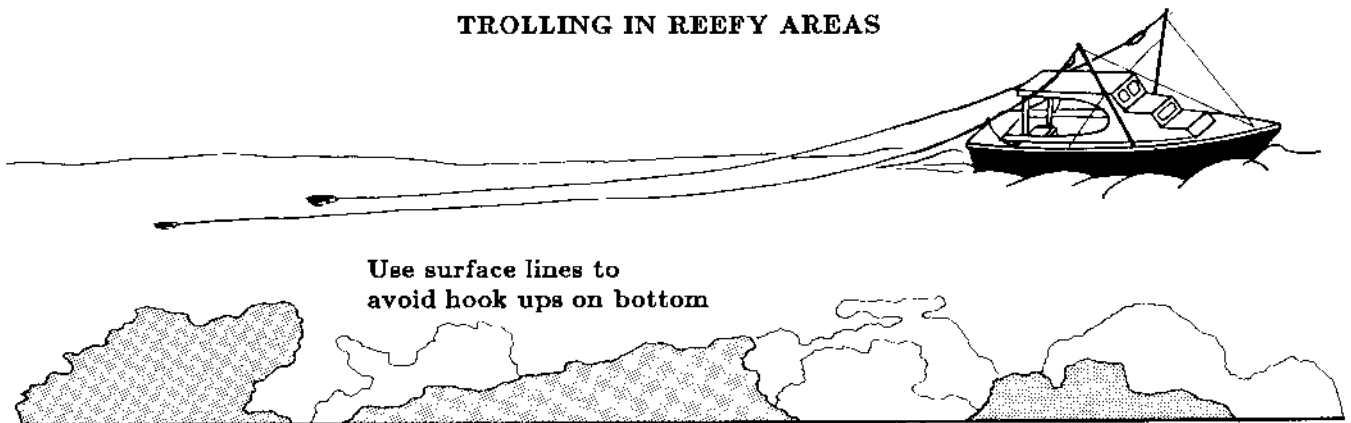 TROLLING IN REEFY AREAS
Use surface lines to
avoid hook ups on bottom